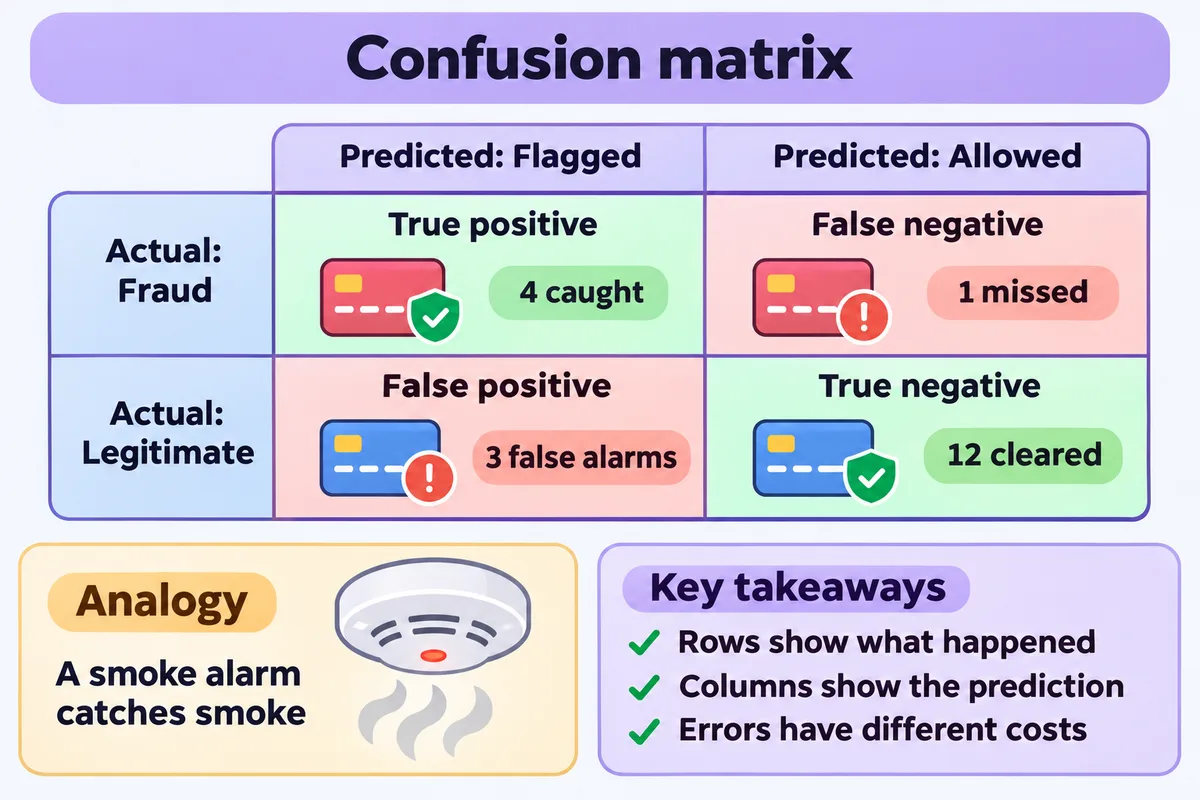 Confusion matrix
Predicted: Flagged
Predicted: Allowed
Actual:
Fraud
True positive
4 caught
False negative
1 missed
Actual:
Legitimate
False positive
3 false alarms
True negative
12 cleared
Analogy
A smoke alarm
catches smoke
Key takeaways
Rows show what happened
Columns show the prediction
Errors have different costs